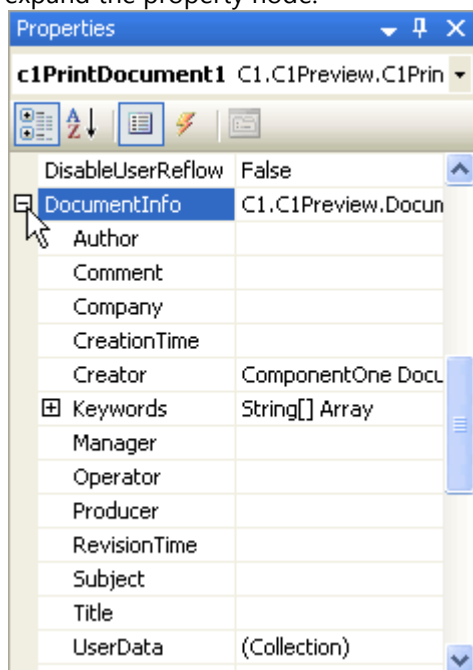 expand the property node.
Properties
c1PrintDocument1 C1.C1Preview.C1Prin
DisableUserReflow False
DocumentInfo C1.C1Preview.Docun
Author
Comment
Company
CreationTime
Creator ComponentOne Docu
Keywords String[] Array
Manager
Operator
Producer
RevisionTime
Subject
Title
UserData (Collection)